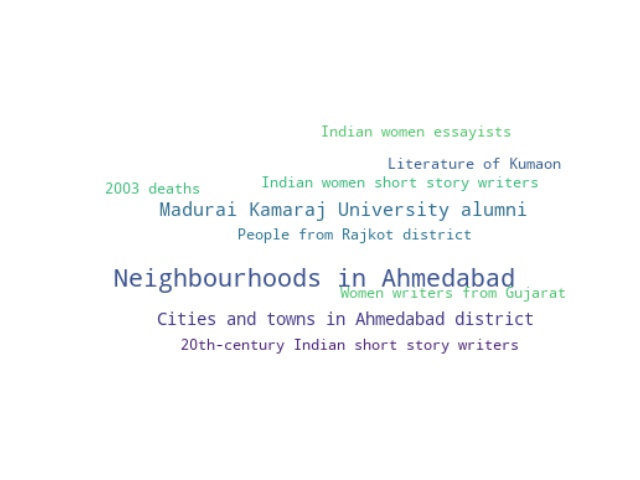 Indian women essayists
Literature of Kumaon
Indian women short story writers
2003 deaths
Madurai Kamaraj University alumni
People from Rajkot district
Neighbourhoods in Ahmedabad
Women writers from Gujarat
Cities and towns in Ahmedabad district
20th-century Indian short story writers